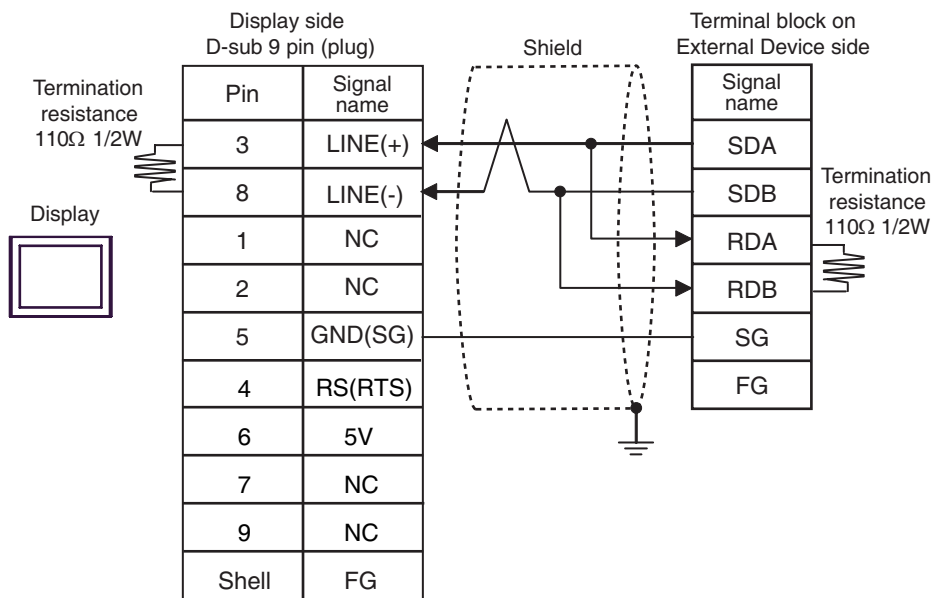 Display side
D-sub 9 pin (plug)
Shield
Terminal block on
External Device side
Termination
resistance
110Ω 1/2W
Display
Pin
Signal
name
3
LINE(+)
8
LINE(-)
1
NC
2
NC
5
GND(SG)
4
RS(RTS)
6
5V
7
NC
9
NC
Shell
FG
Signal
name
SDA
SDB
RDA
RDB
SG
FG
Termination
resistance
110Ω 1/2W